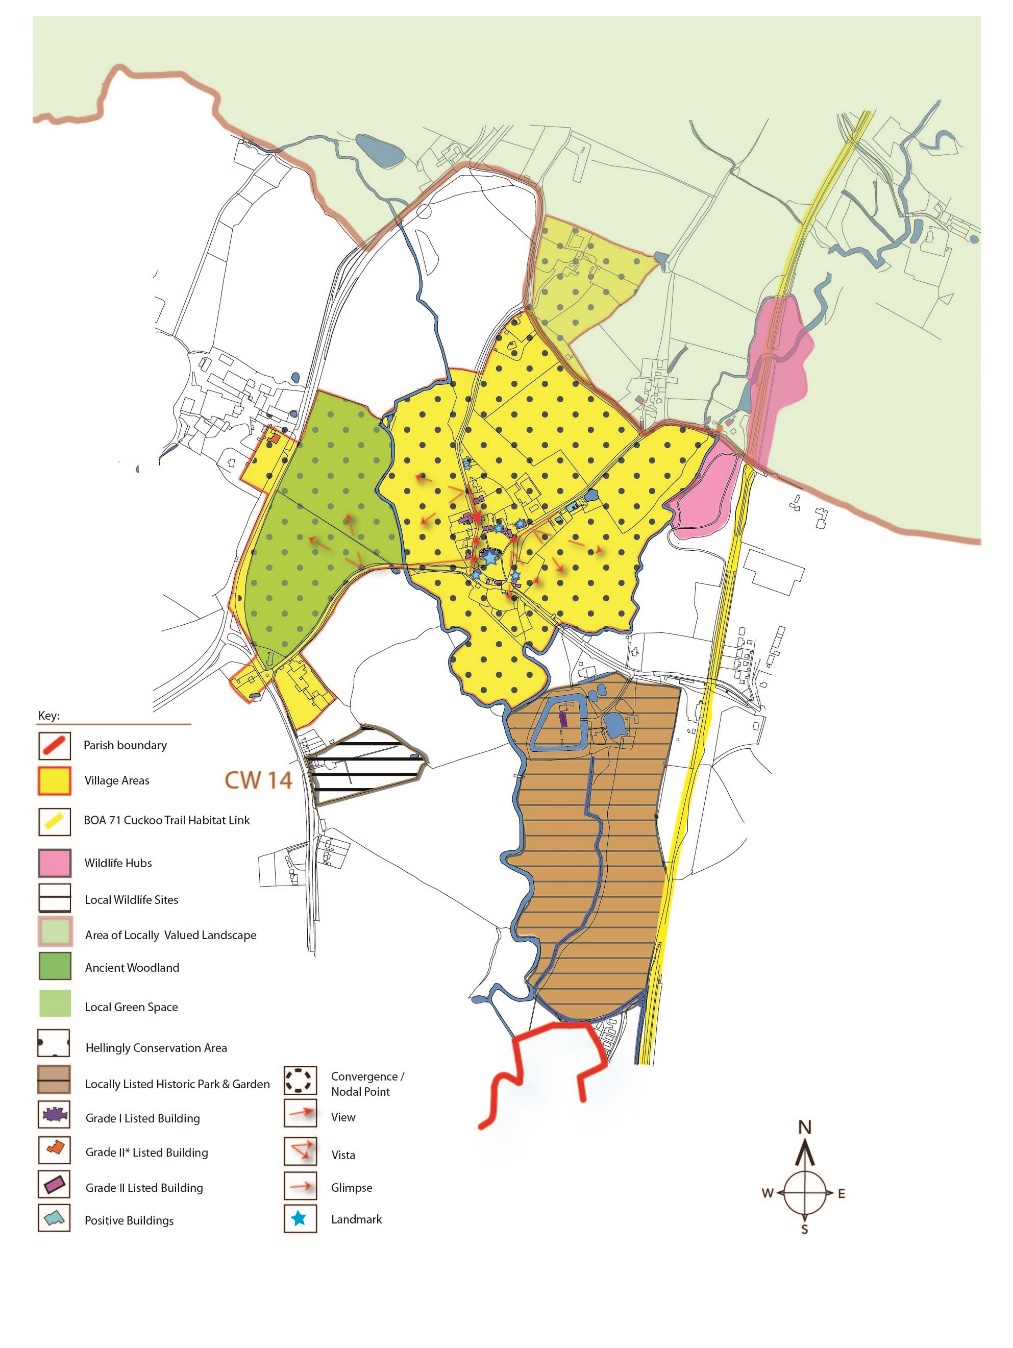 CW 14
Key:
Parish boundary
Village Areas
BOA 71 Cuckoo Trail Habitat Link
Wildlife Hubs
Local Wildlife Sites
Area of Locally Valued Landscape
Ancient Woodland
Local Green Space
Hellingly Conservation Area
Locally Listed Historic Park & Garden
Grade I Listed Building
Grade II* Listed Building
Grade II Listed Building
Positive Buildings
Convergence /
Nodal Point
View
Vista
Glimpse
Landmark
N
W E
S